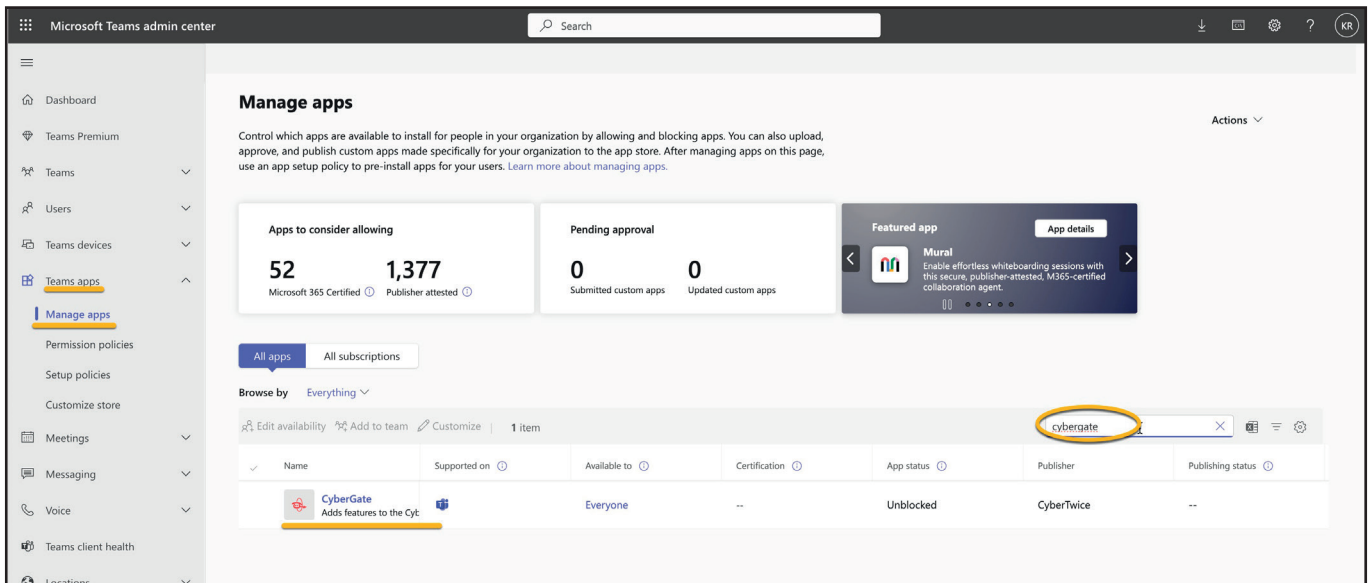 Microsoft Teams admin center
Search
KR
Dashboard
Teams Premium
Teams
Users
Teams devices
Teams apps
Manage apps
Permission policies
Setup policies
Customize store
Meetings
Messaging
Voice
Teams client health
Locations
Manage apps
Actions
Control which apps are available to install for people in your organization by allowing and blocking apps. You can also upload,
approve, and publish custom apps made specifically for your organization to the app store. After managing apps on this page,
use an app setup policy to pre-install apps for your users. Learn more about managing apps.
Apps to consider allowing
52 1,377
Microsoft 365 Certified Publisher attested
Pending approval
0 0
Submitted custom apps Updated custom apps
Featured app App details
Mural
Enable effortless whiteboarding sessions with
this secure, publisher-attested, M365-certified
collaboration agent.
All apps All subscriptions
Browse by Everything
Edit availability Add to team Customize | 1 item cybergate
Name Supported on Available to Certification App status Publisher Publishing status
CyberGate Everyone -- Unblocked CyberTwice --
Adds features to the Cyb